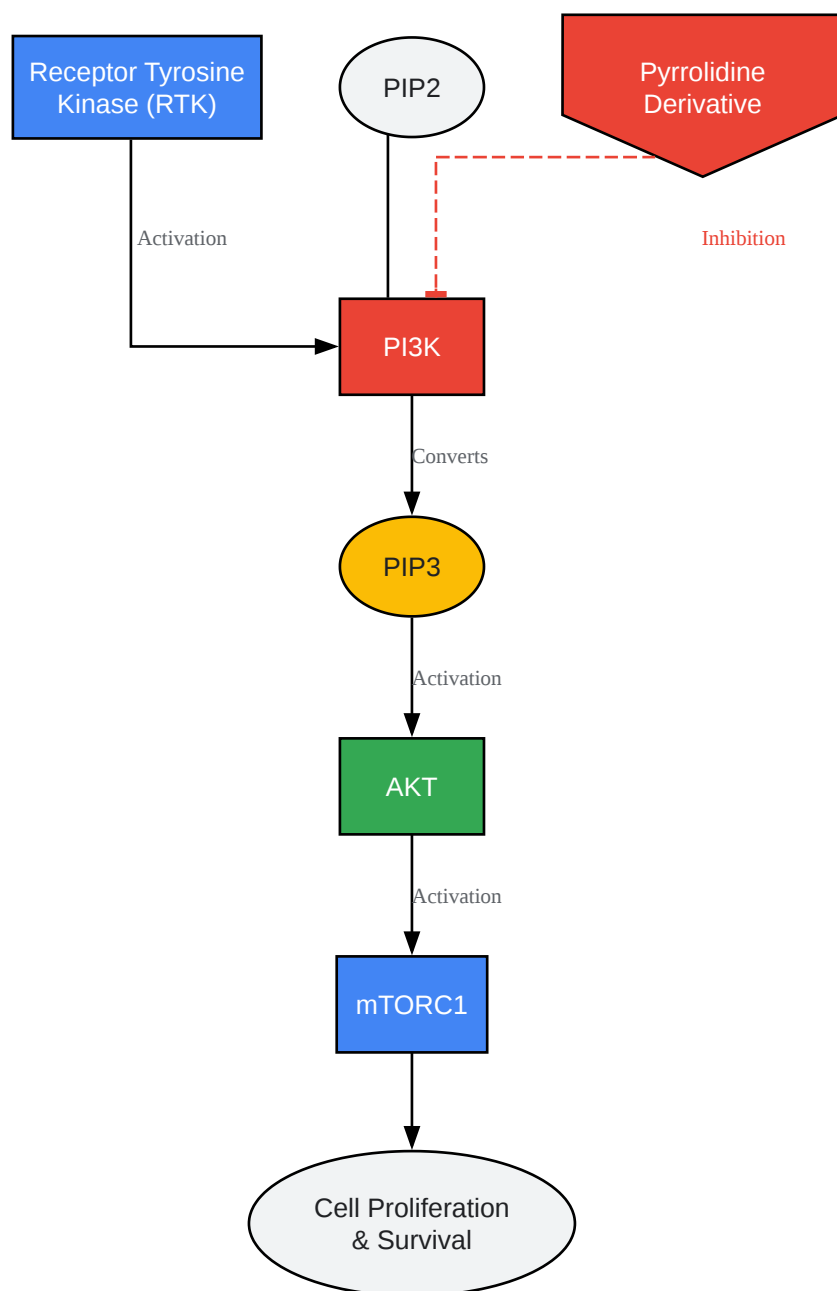 Receptor Tyrosine
Kinase (RTK)
PIP2
Pyrrolidine
Derivative
Activation
Inhibition
PI3K
Converts
PIP3
Activation
AKT
Activation
mTORC1
Cell Proliferation
& Survival